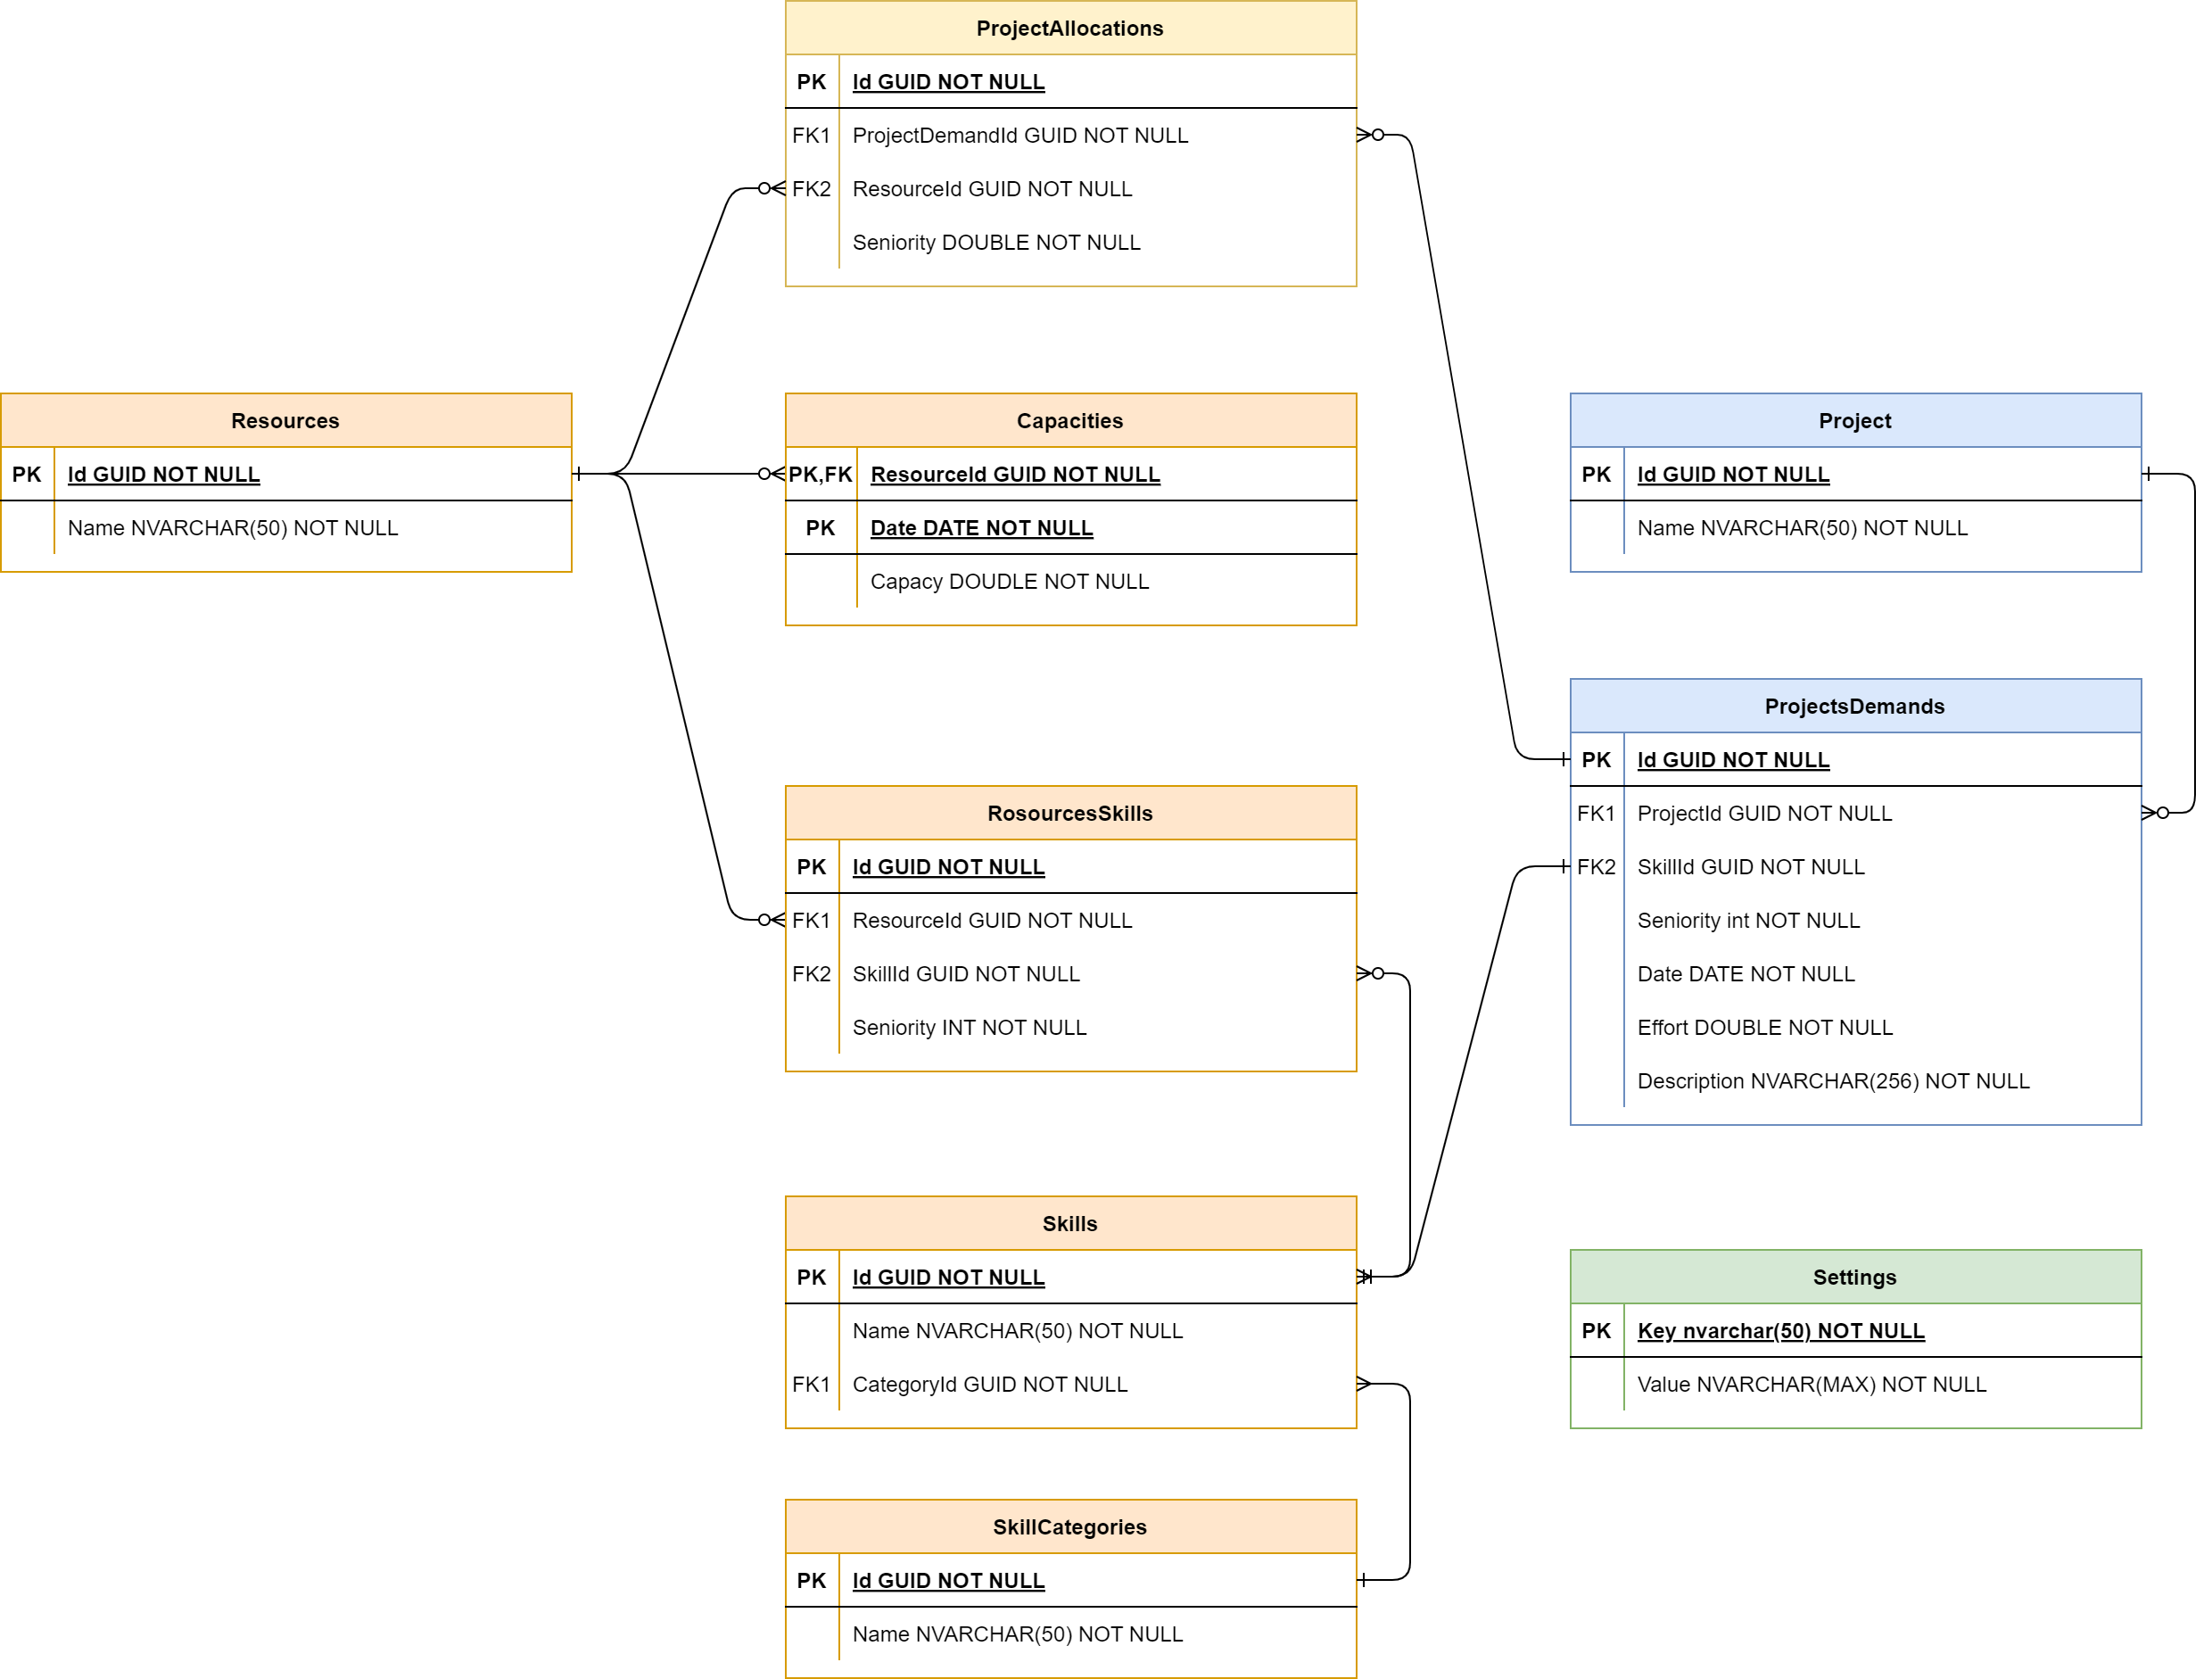 ProjectAllocations
PK Id GUID NOT NULL
FK1 ProjectDemandId GUID NOT NULL
FK2 ResourceId GUID NOT NULL
Seniority DOUBLE NOT NULL
Resources
PK Id GUID NOT NULL
Name NVARCHAR(50) NOT NULL
Capacities
PK,FK ResourceId GUID NOT NULL
PK Date DATE NOT NULL
Capacy DOUDLE NOT NULL
Project
PK Id GUID NOT NULL
Name NVARCHAR(50) NOT NULL
ProjectsDemands
PK Id GUID NOT NULL
FK1 ProjectId GUID NOT NULL
FK2 SkillId GUID NOT NULL
Seniority int NOT NULL
Date DATE NOT NULL
Effort DOUBLE NOT NULL
Description NVARCHAR(256) NOT NULL
RosourcesSkills
PK Id GUID NOT NULL
FK1 ResourceId GUID NOT NULL
FK2 SkillId GUID NOT NULL
Seniority INT NOT NULL
Skills
PK Id GUID NOT NULL
Name NVARCHAR(50) NOT NULL
FK1 CategoryId GUID NOT NULL
Settings
PK Key nvarchar(50) NOT NULL
Value NVARCHAR(MAX) NOT NULL
SkillCategories
PK Id GUID NOT NULL
Name NVARCHAR(50) NOT NULL